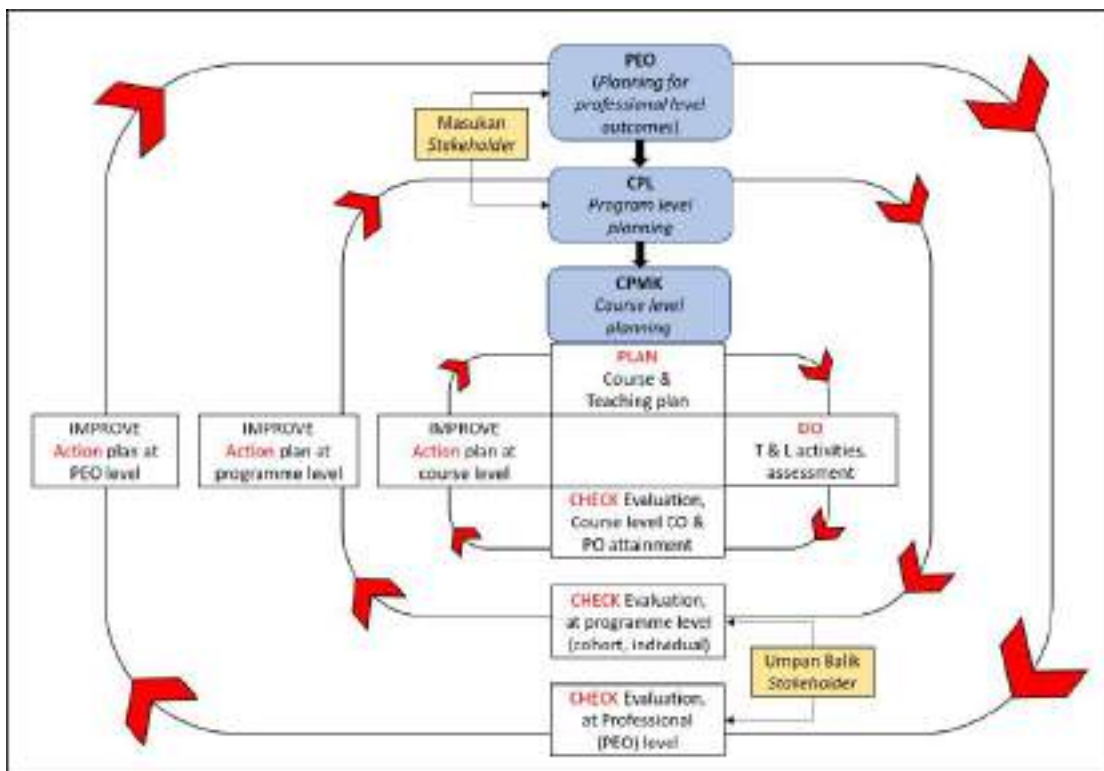 PEO
(Planning for
professional level
outcomes)
Masukan
Stakeholder
CPL
Program level
planning
CPMK
Course level
planning
PLAN
Course &
Teaching plan
IMPROVE
Action plan at
PEO level
IMPROVE
Action plan at
programme level
IMPROVE
Action plan at
course level
DO
T & L activities,
assessment
CHECK Evaluation,
Course level CO &
PO attainment
CHECK Evaluation,
at programme level
(cohort, individual)
Umpan Balik
Stakeholder
CHECK Evaluation,
at Professional
(PEO) level